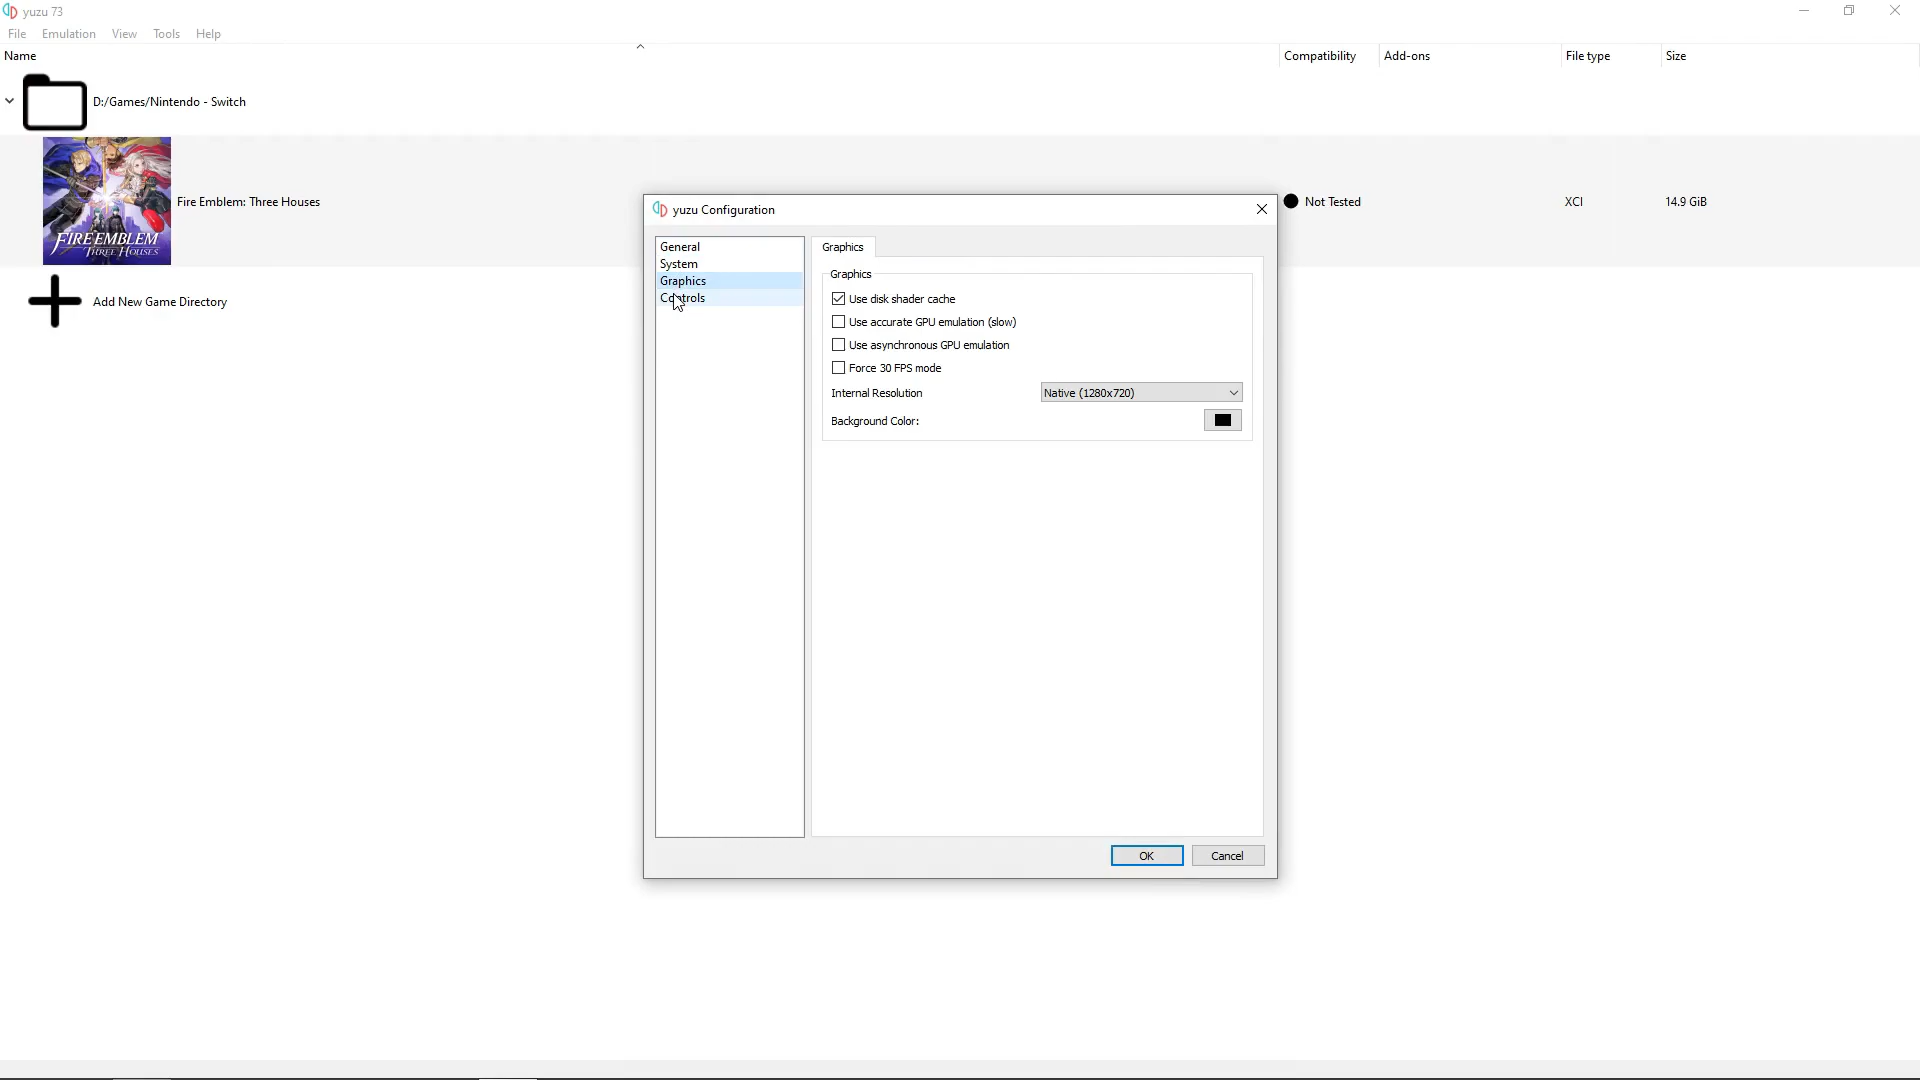 yuzu 73
File Emulation View Tools Help
Name Compatibility Add-ons File type Size
D:/Games/Nintendo - Switch
FIRE EMBLEM
THREE HOUSES
Fire Emblem: Three Houses Not Tested XCI 14.9 GiB
Add New Game Directory
yuzu Configuration
General
System
Graphics
Controls
Graphics
Graphics
Use disk shader cache
Use accurate GPU emulation (slow)
Use asynchronous GPU emulation
Force 30 FPS mode
Internal Resolution Native (1280x720)
Background Color:
OK Cancel